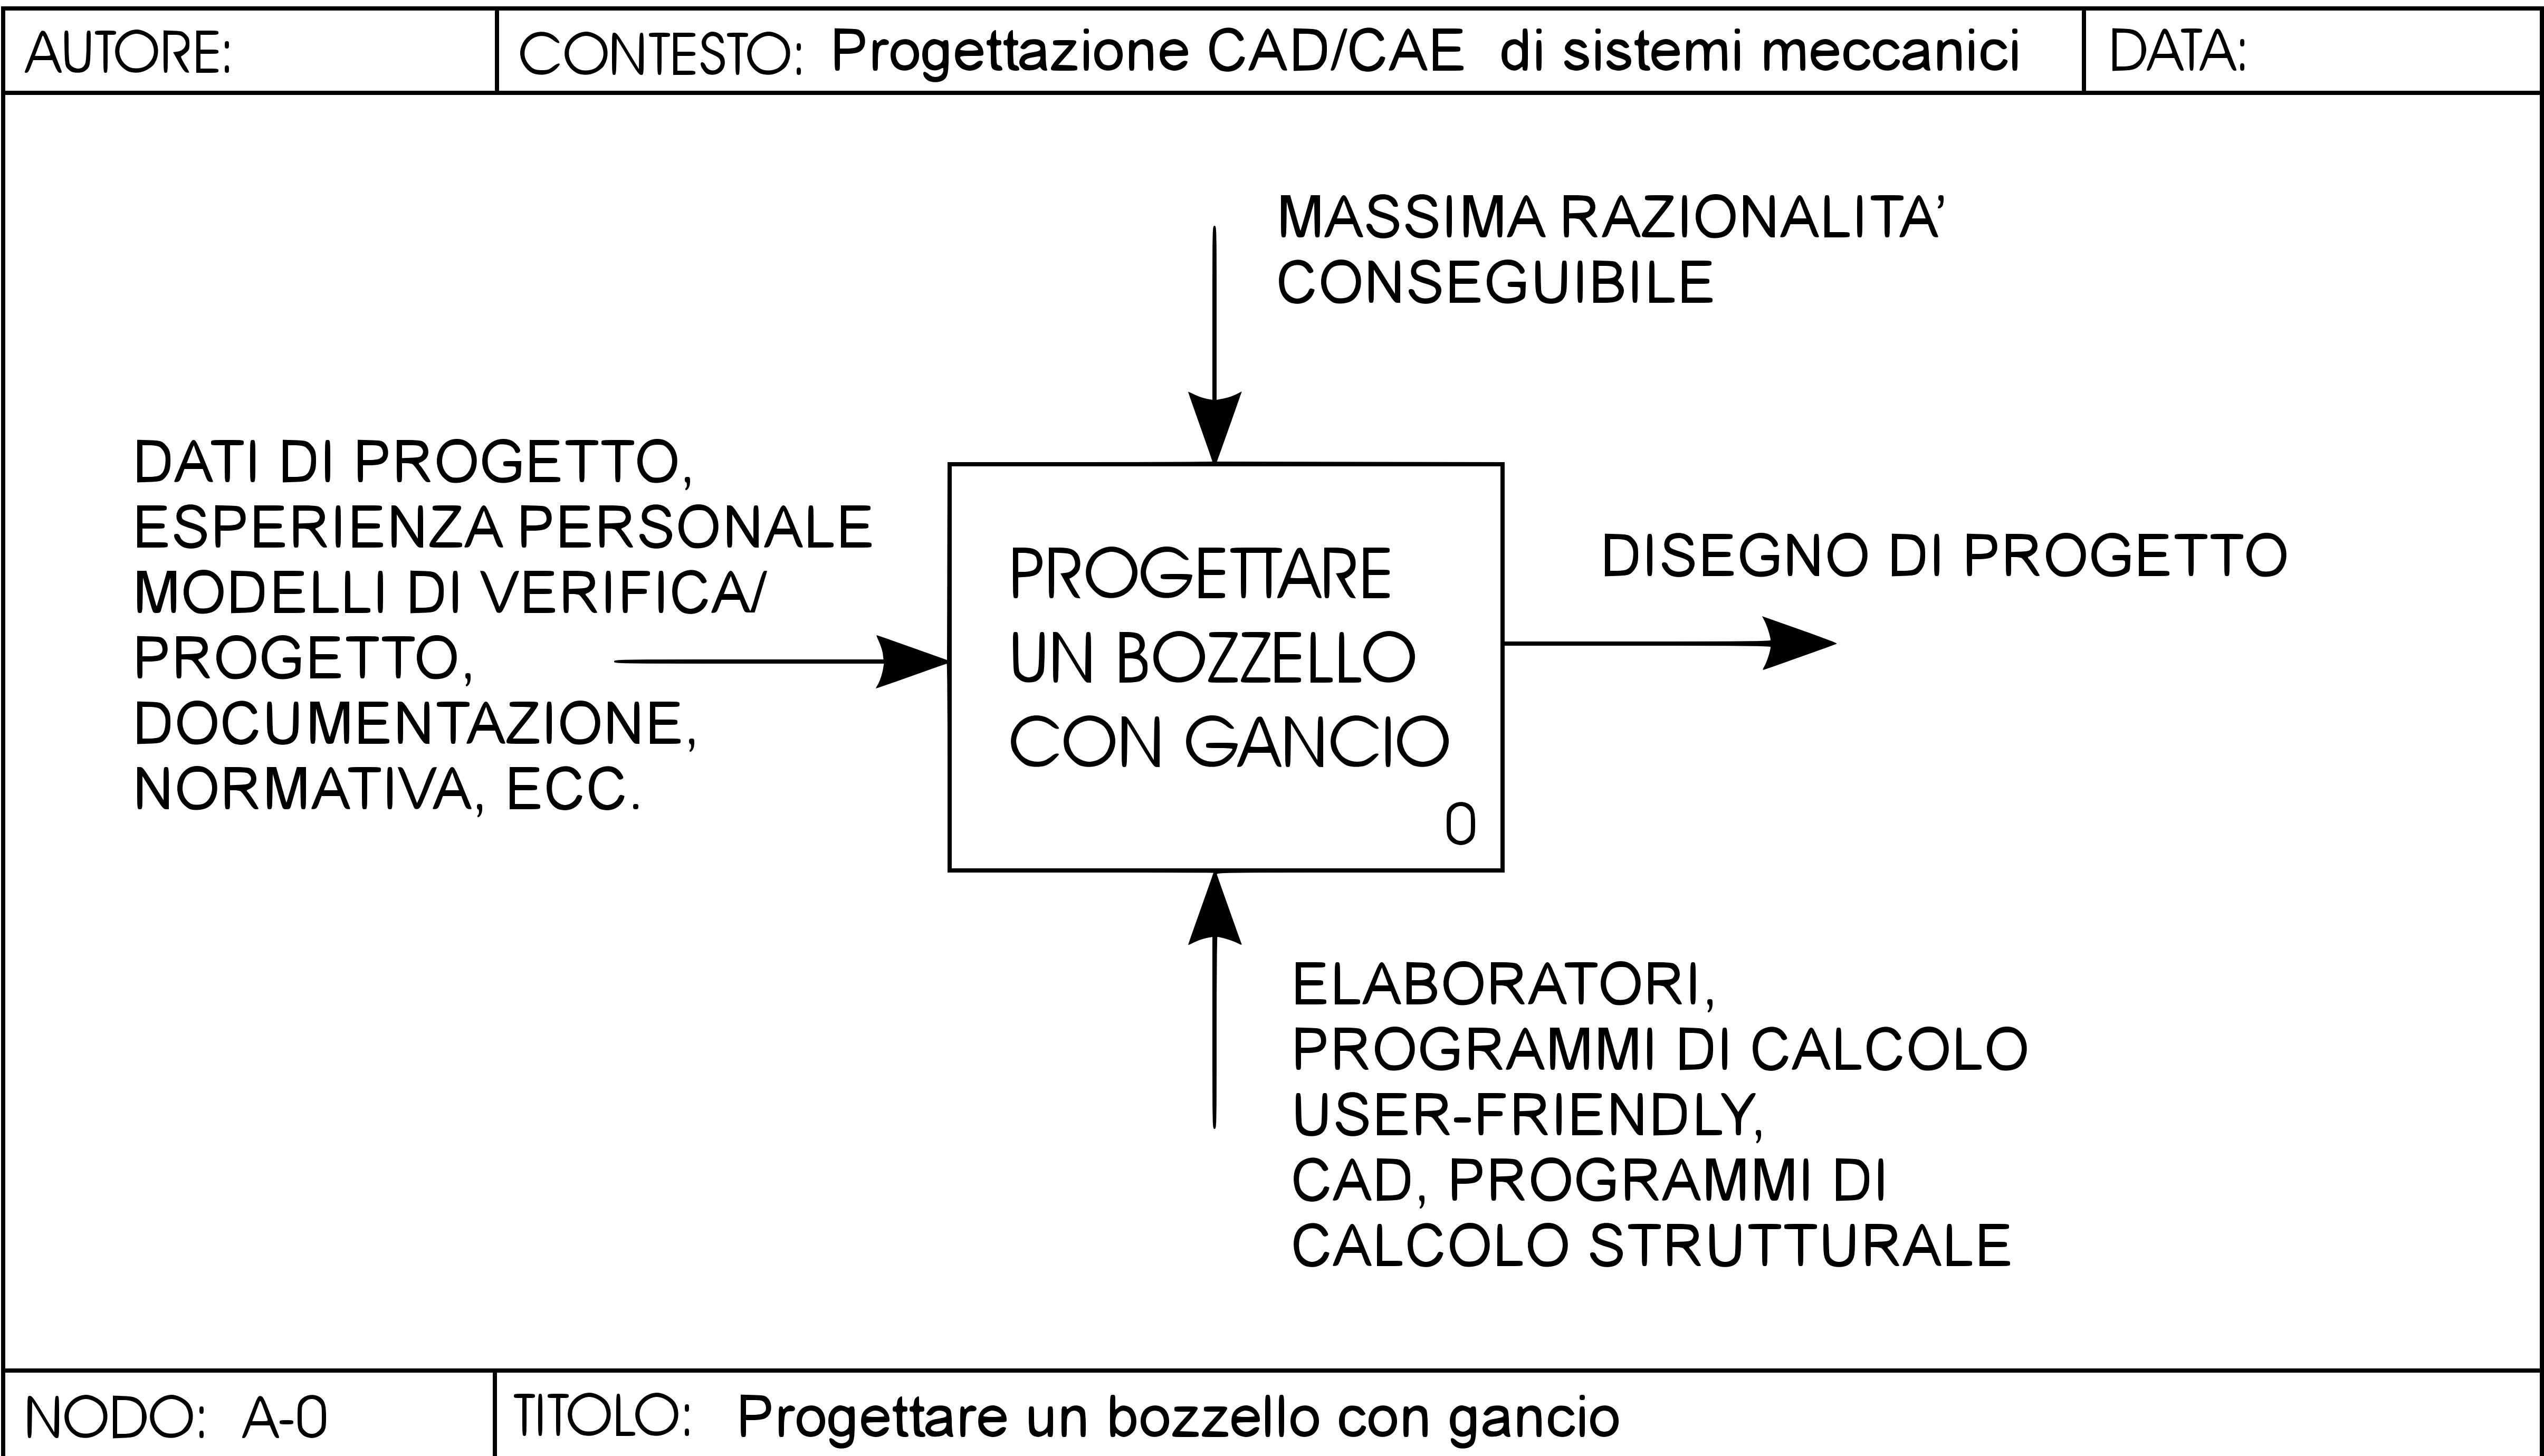 AUTORE:
CONTESTO: Progettazione CAD/CAE di sistemi meccanici
DATA:
MASSIMA RAZIONALITA’
CONSEGUIBILE
DATI DI PROGETTO,
ESPERIENZA PERSONALE
MODELLI DI VERIFICA/
PROGETTO,
DOCUMENTAZIONE,
NORMATIVA, ECC.
PROGETTARE
UN BOZZELLO
CON GANCIO
0
DISEGNO DI PROGETTO
ELABORATORI,
PROGRAMMI DI CALCOLO
USER-FRIENDLY,
CAD, PROGRAMMI DI
CALCOLO STRUTTURALE
NODO: A-0
TITOLO: Progettare un bozzello con gancio